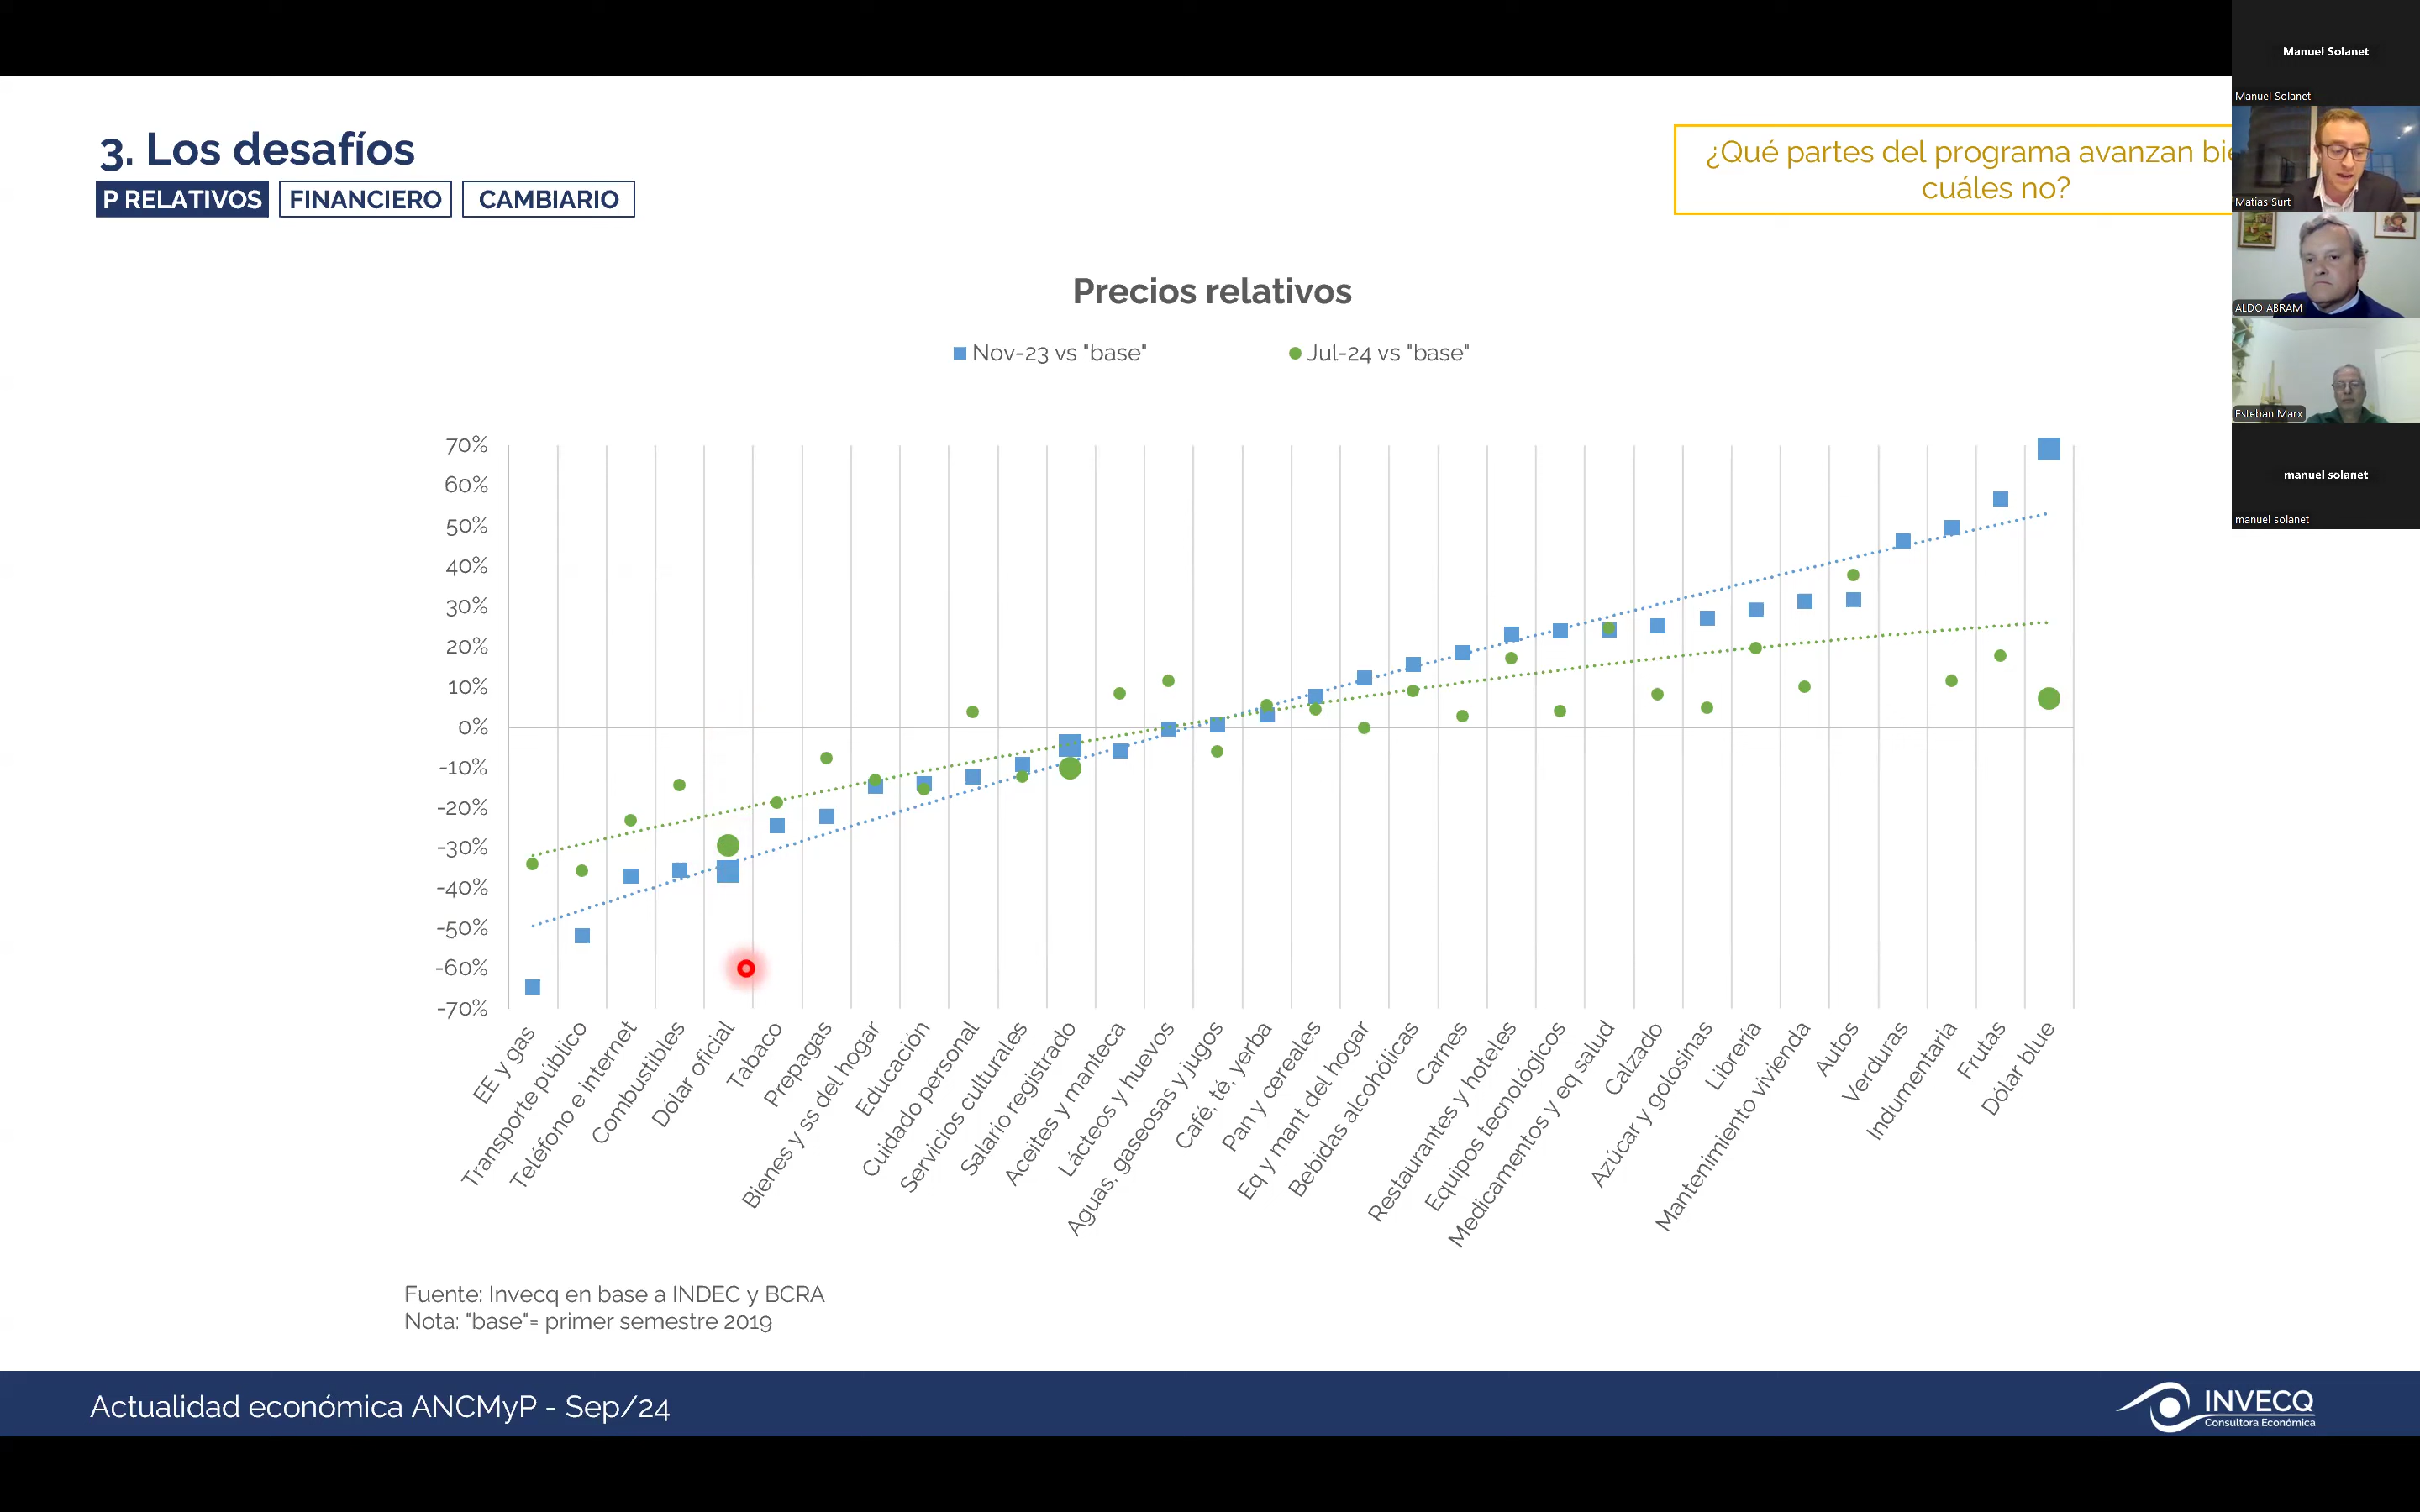 3. Los desafíos
P RELATIVOS
FINANCIERO
CAMBIARIO
¿Qué partes del programa avanzan
cuáles no?
Manuel Solanet
Manuel Solanet
Matias Surt
ALDO ABRAM
Esteban Marx
manuel solanet
manuel solanet
Precios relativos
Nov-23 vs "base"
Jul-24 vs "base"
70%
60%
50%
40%
30%
20%
10%
0%
-10%
-20%
-30%
-40%
-50%
-60%
-70%
EE y gas
Transporte público
Teléfono e internet
Combustibles
Dólar oficial
Tabaco
Prepagas
Bienes y ss del hogar
Educación
Cuidado personal
Servicios culturales
Salario registrado
Aceites y manteca
Lácteos y huevos
Aguas, gaseosas y jugos
Café, té, yerba
Pan y cereales
Eq y mant del hogar
Bebidas alcohólicas
Carnes
Restaurantes y hoteles
Equipos tecnológicos
Medicamentos y eq salud
Calzado
Azúcar y golosinas
Librería
Mantenimiento vivienda
Autos
Verduras
Indumentaria
Frutas
Dólar blue
Fuente: Invecq en base a INDEC y BCRA
Nota: "base"= primer semestre 2019
Actualidad económica ANCMyP - Sep/24
INVECQ
Consultora Económica